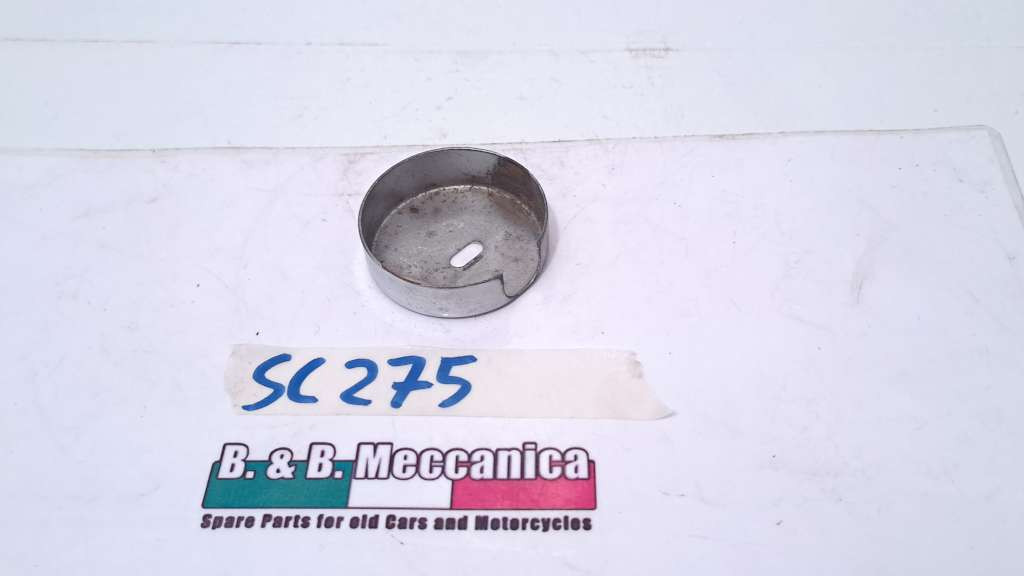 SC275
B. & B. Meccanica
Spare Parts for old Cars and Motorcycles